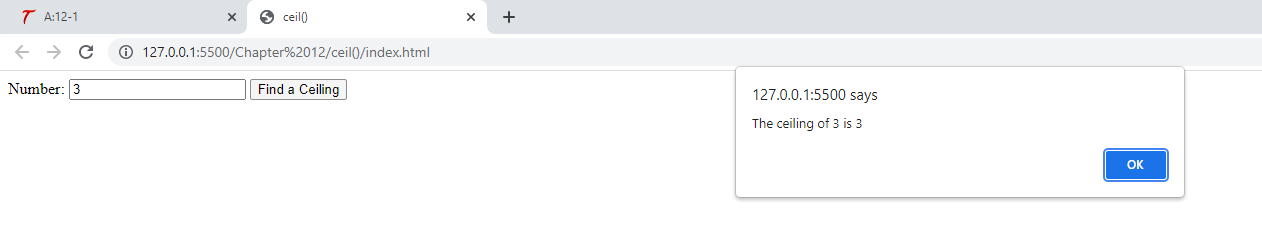 A:12-1
ceil()
127.0.0.1:5500/Chapter%2012/ceil()/index.html
Number: 3 Find a Ceiling
127.0.0.1:5500 says
The ceiling of 3 is 3
OK